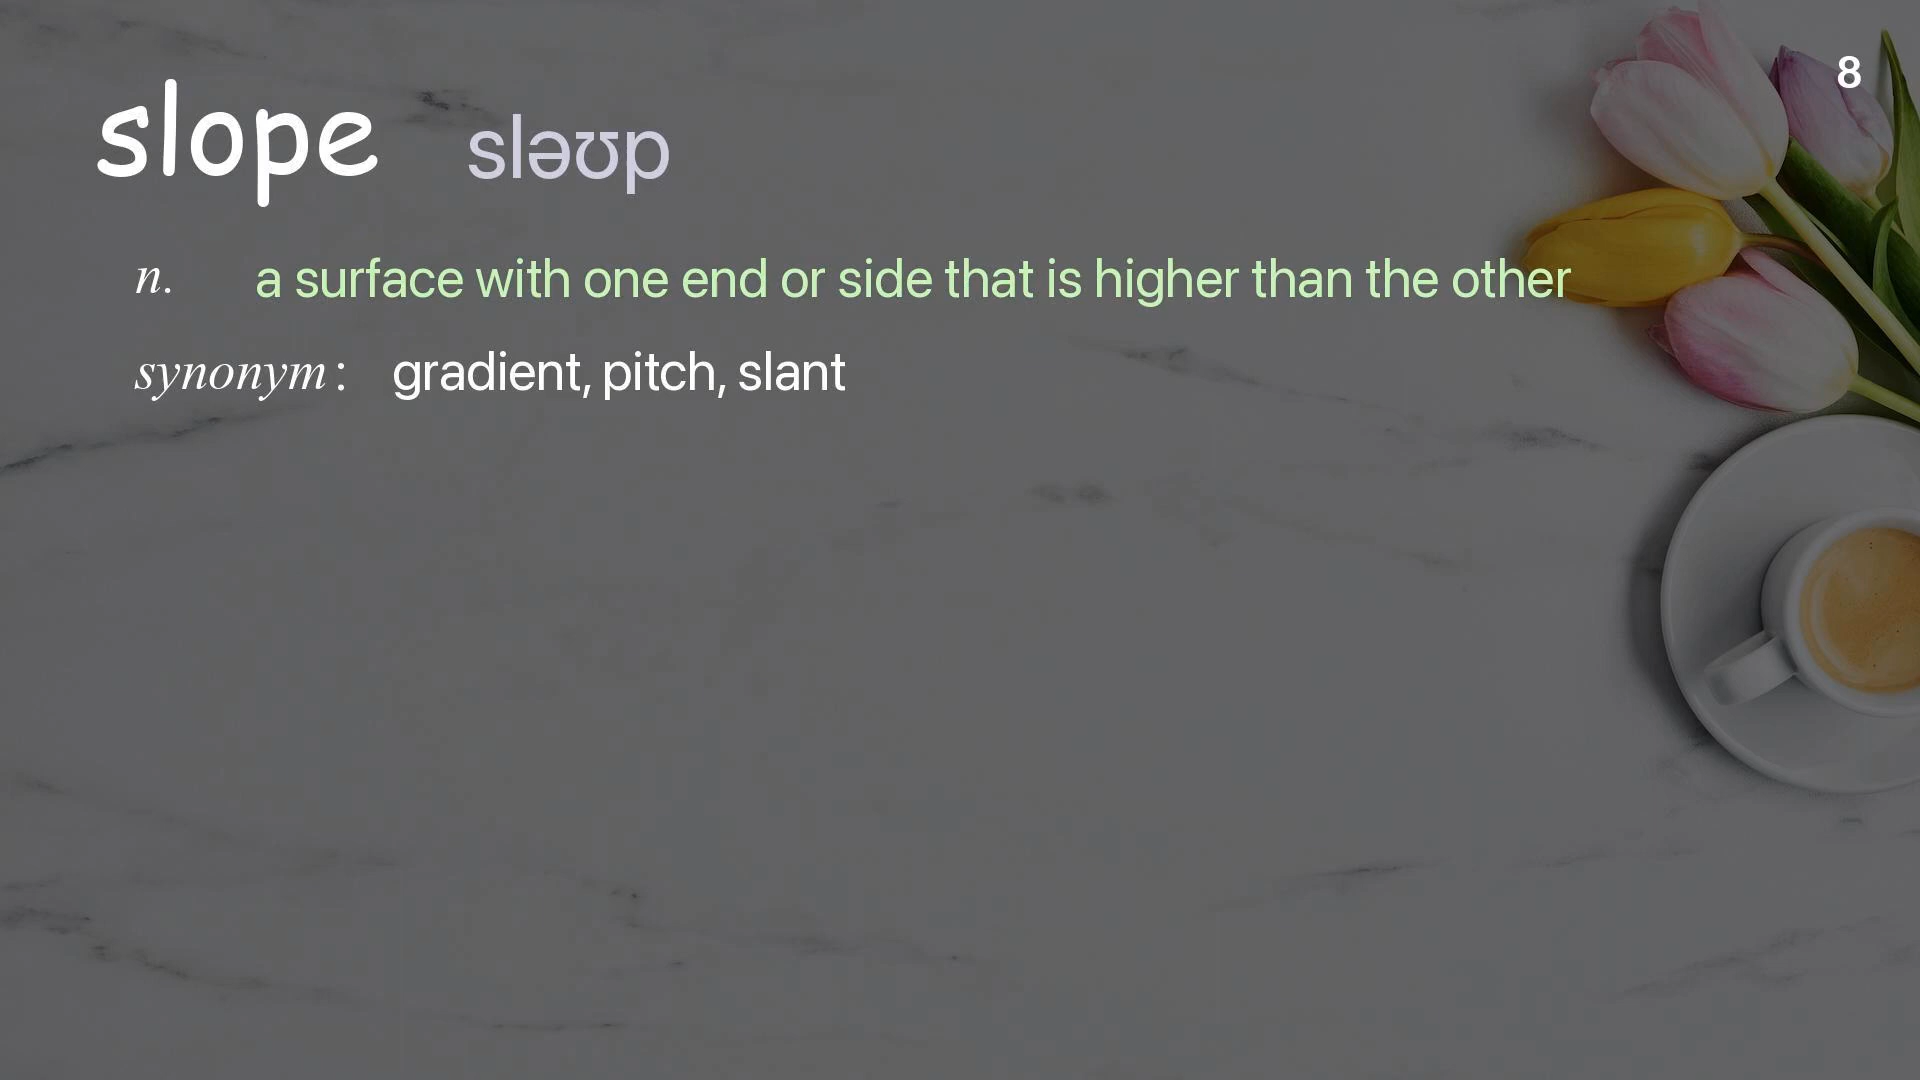 8
slope sləʊp
n. a surface with one end or side that is higher than the other
synonym: gradient, pitch, slant